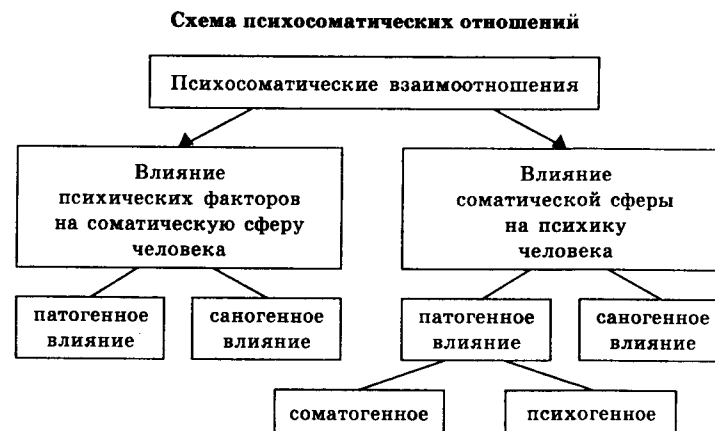 Схема психосоматических отношений
Психосоматические взаимоотношения
Влияние
психических факторов
на соматическую сферу
человека
Влияние
соматической сферы
на психику
человека
патогенное
влияние
саногенное
влияние
патогенное
влияние
саногенное
влияние
соматогенное
психогенное